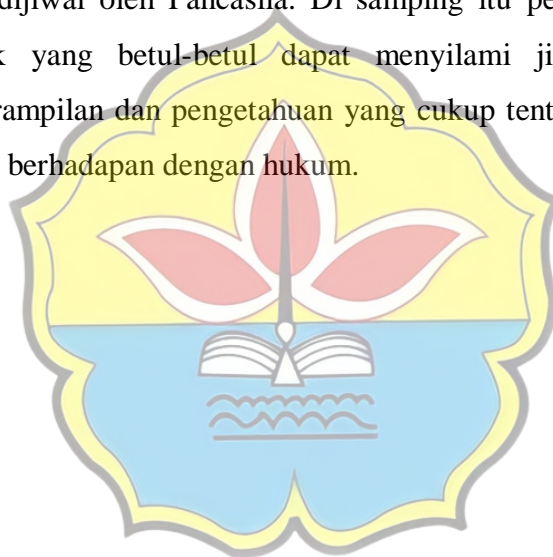 dijiwai oleh Pancasila. Di samping itu pe
k yang betul-betul dapat menyilami ji
rampilan dan pengetahuan yang cukup tent
berhadapan dengan hukum.